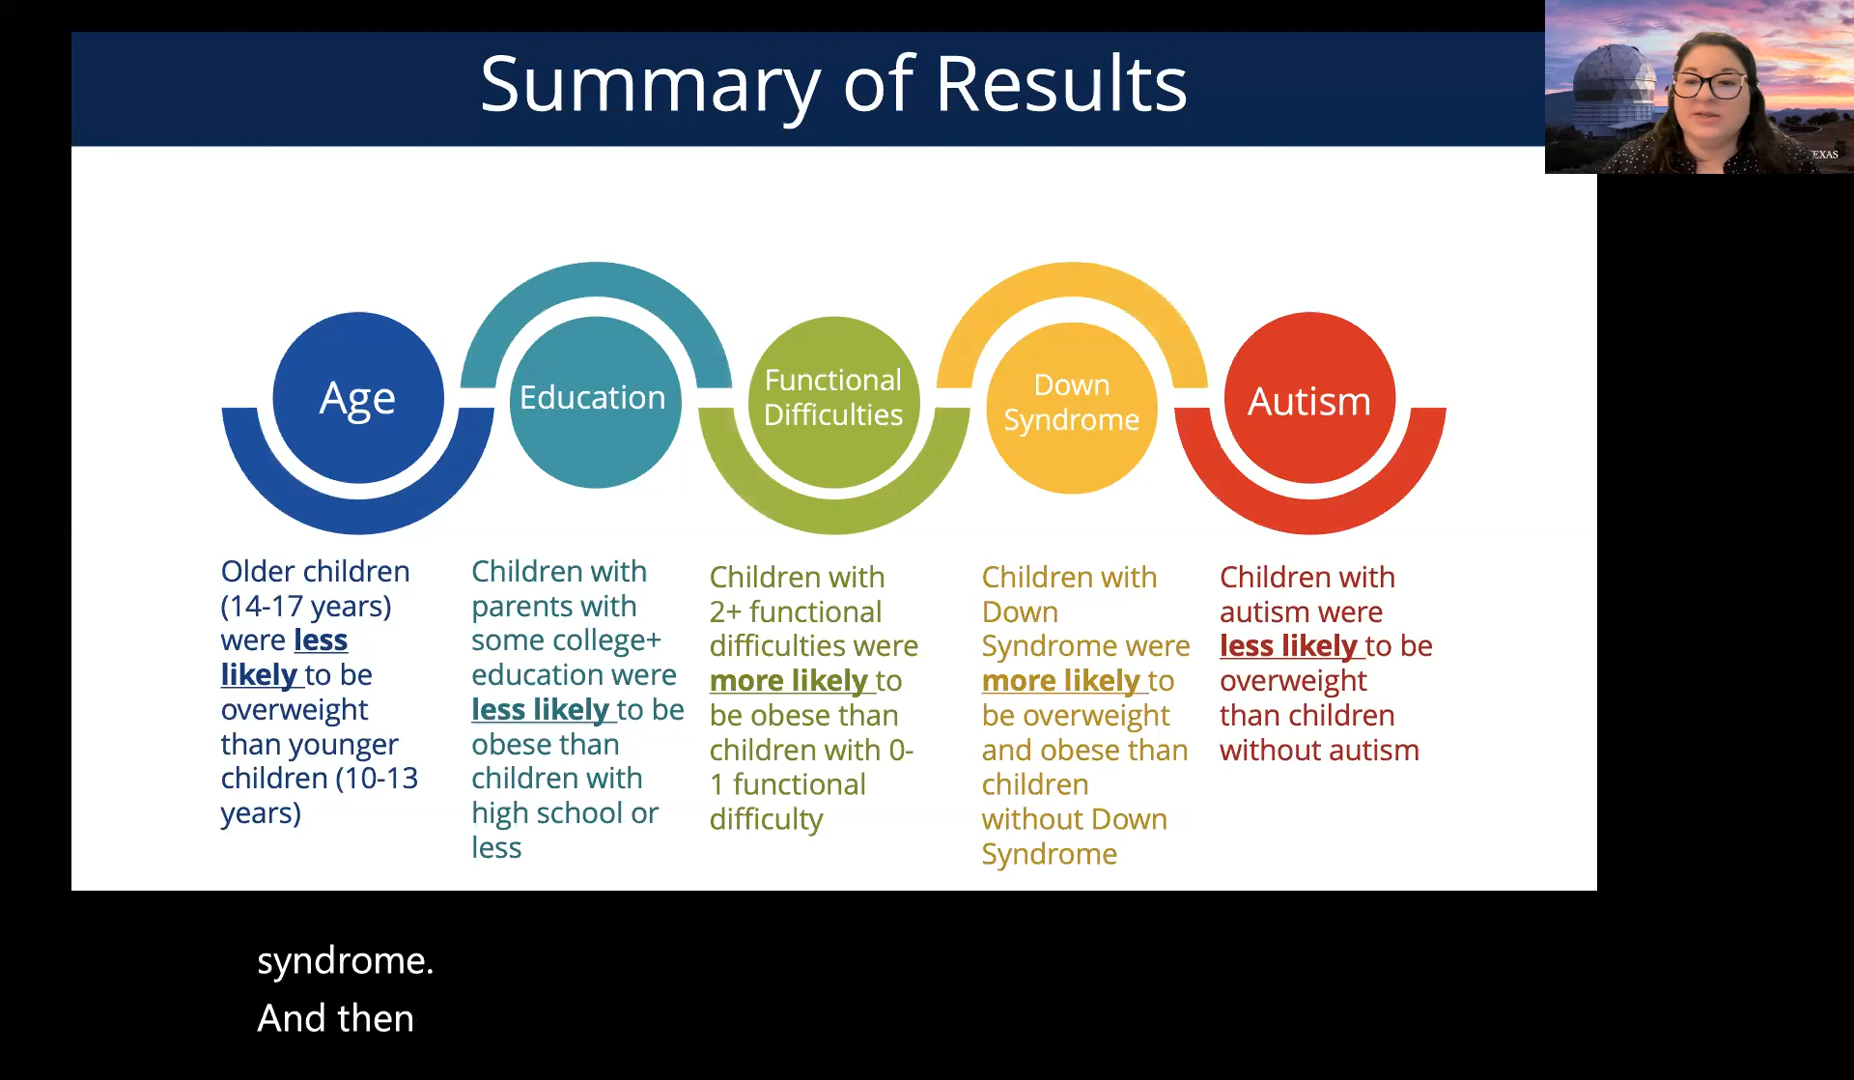 Summary of Results
EXAS
Age
Education
Functional
Difficulties
Down
Syndrome
Autism
Older children
(14-17 years)
were less
likely to be
overweight
than younger
children (10-13
years)
Children with
parents with
some college+
education were
less likely to be
obese than
children with
high school or
less
Children with
2+ functional
difficulties were
more likely to
be obese than
children with 0-
1 functional
difficulty
Children with
Down
Syndrome were
more likely to
be overweight
and obese than
children
without Down
Syndrome
Children with
autism were
less likely to be
overweight
than children
without autism
syndrome.
And then